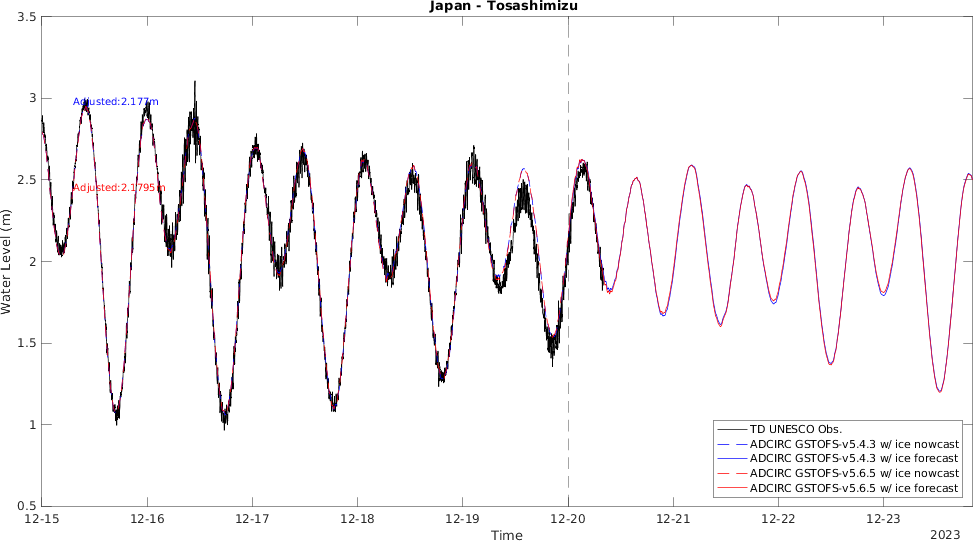 Japan - Tosashimizu
3.5
3
2.5
2
1.5
1
0.5
Water Level (m)
Adjusted:2.177m
Adjusted:2.1795m
TD UNESCO Obs.
ADCIRC GSTOFS-v5.4.3 w/ ice nowcast
ADCIRC GSTOFS-v5.4.3 w/ ice forecast
ADCIRC GSTOFS-v5.6.5 w/ ice nowcast
ADCIRC GSTOFS-v5.6.5 w/ ice forecast
12-15 12-16 12-17 12-18 12-19 12-20 12-21 12-22 12-23
Time
2023